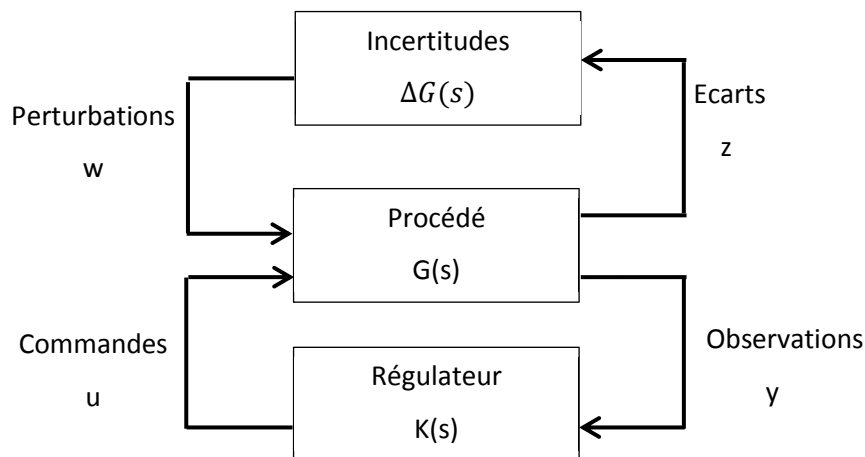 Incertitudes
ΔG(s)
Perturbations
w
Ecarts
z
Procédé
G(s)
Commandes
u
Observations
y
Régulateur
K(s)